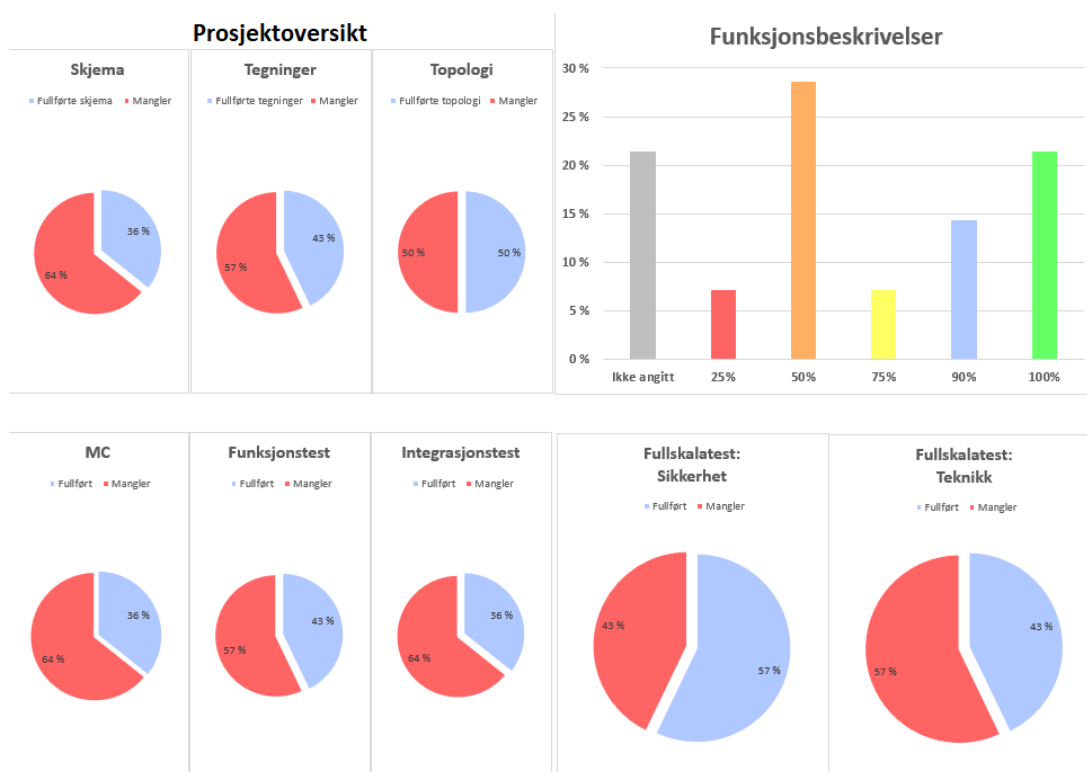 Prosjektoversikt
Skjema
Fullførte skjema Mangler
36 %
64 %
Tegninger
Fullførte tegninger Mangler
43 %
57 %
Topologi
Fullførte topologi Mangler
50 %
50 %
Funksjonsbeskrivelser
30 %
25 %
20 %
15 %
10 %
5 %
0 %
Ikke angitt 25% 50% 75% 90% 100%
MC
Fullført Mangler
36 %
64 %
Funksjonstest
Fullført Mangler
43 %
57 %
Integrasjonstest
Fullført Mangler
36 %
64 %
Fullskalatest:
Sikkerhet
Fullført Mangler
43 %
57 %
Fullskalatest:
Teknikk
Fullført Mangler
43 %
57 %